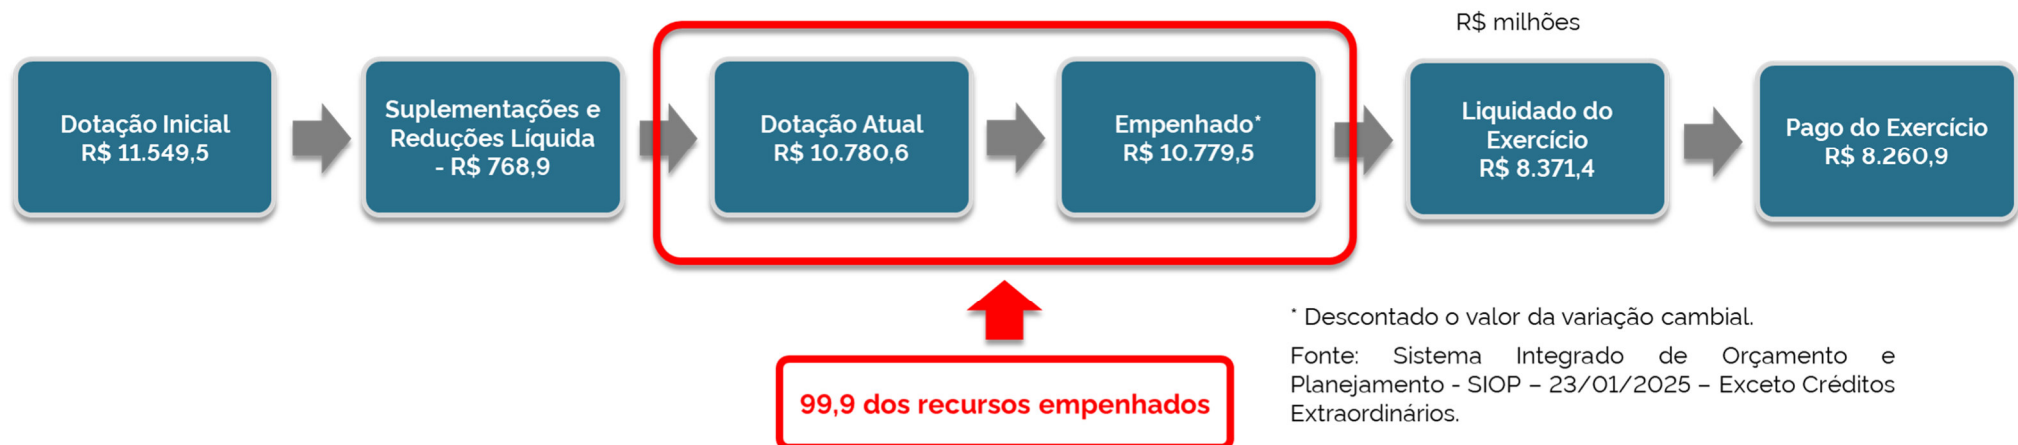 R$ milhões
Dotação Inicial
R$ 11.549,5
Suplementações e
Reduções Líquida
- R$ 768,9
Dotação Atual
R$ 10.780,6
Empenhado*
R$ 10.779,5
Liquidado do
Exercício
R$ 8.371,4
Pago do Exercício
R$ 8.260,9
99,9 dos recursos empenhados
* Descontado o valor da variação cambial.
Fonte: Sistema Integrado de Orçamento e
Planejamento - SIOP – 23/01/2025 – Exceto Créditos
Extraordinários.